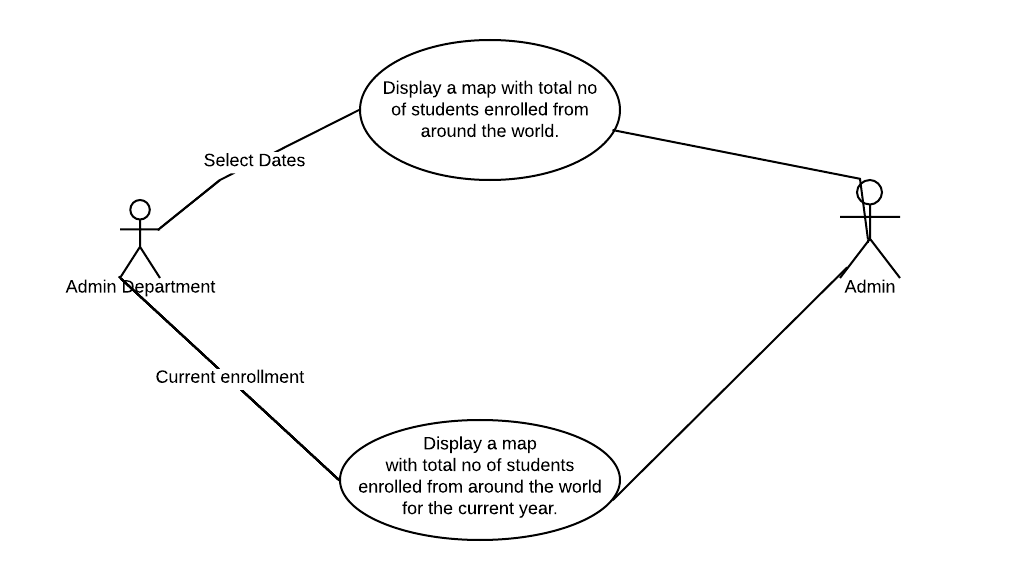 Display a map with total no
of students enrolled from
around the world.
Select Dates
Admin Department
Admin
Current enrollment
Display a map
with total no of students
enrolled from around the world
for the current year.